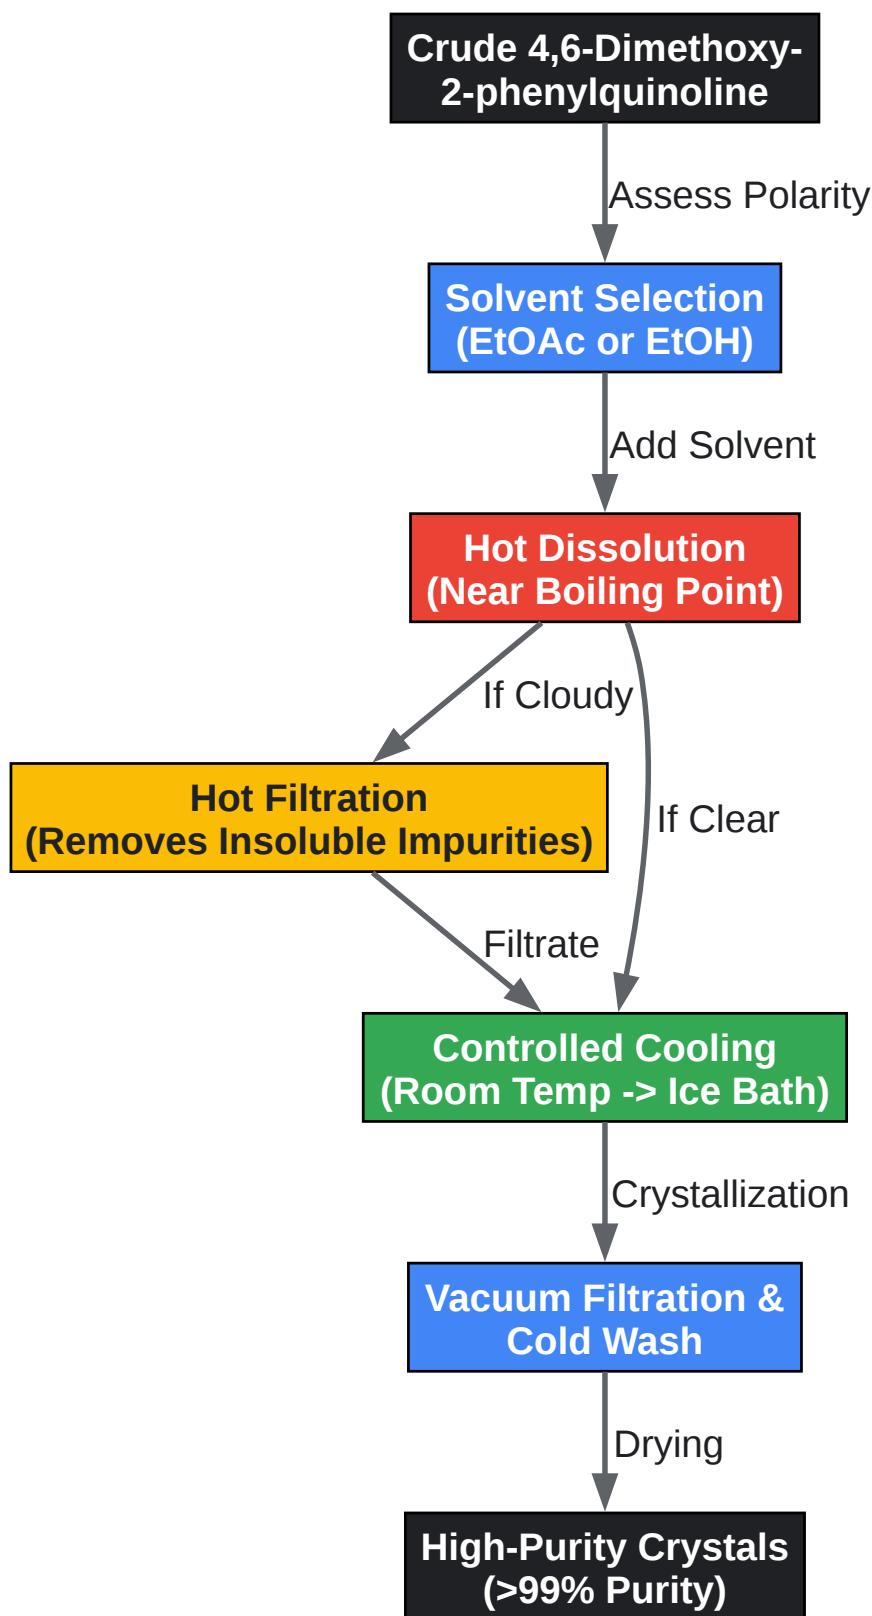 Crude 4,6-Dimethoxy-
2-phenylquinoline
Assess Polarity
Solvent Selection
(EtOAc or EtOH)
Add Solvent
Hot Dissolution
(Near Boiling Point)
If Cloudy
Hot Filtration
(Removes Insoluble Impurities)
If Clear
Filtrate
Controlled Cooling
(Room Temp -> Ice Bath)
Crystallization
Vacuum Filtration &
Cold Wash
Drying
High-Purity Crystals
(>99% Purity)